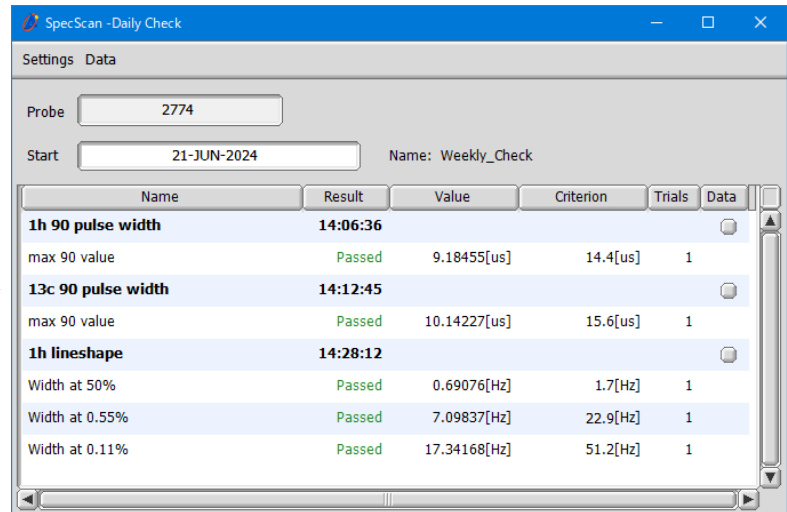 SpecScan -Daily Check
Settings Data
Probe 2774
Start 21-JUN-2024 Name: Weekly_Check
Name Result Value Criterion Trials Data
1h 90 pulse width 14:06:36
max 90 value Passed 9.18455[us] 14.4[us] 1
13c 90 pulse width 14:12:45
max 90 value Passed 10.14227[us] 15.6[us] 1
1h lineshape 14:28:12
Width at 50% Passed 0.69076[Hz] 1.7[Hz] 1
Width at 0.55% Passed 7.09837[Hz] 22.9[Hz] 1
Width at 0.11% Passed 17.34168[Hz] 51.2[Hz] 1